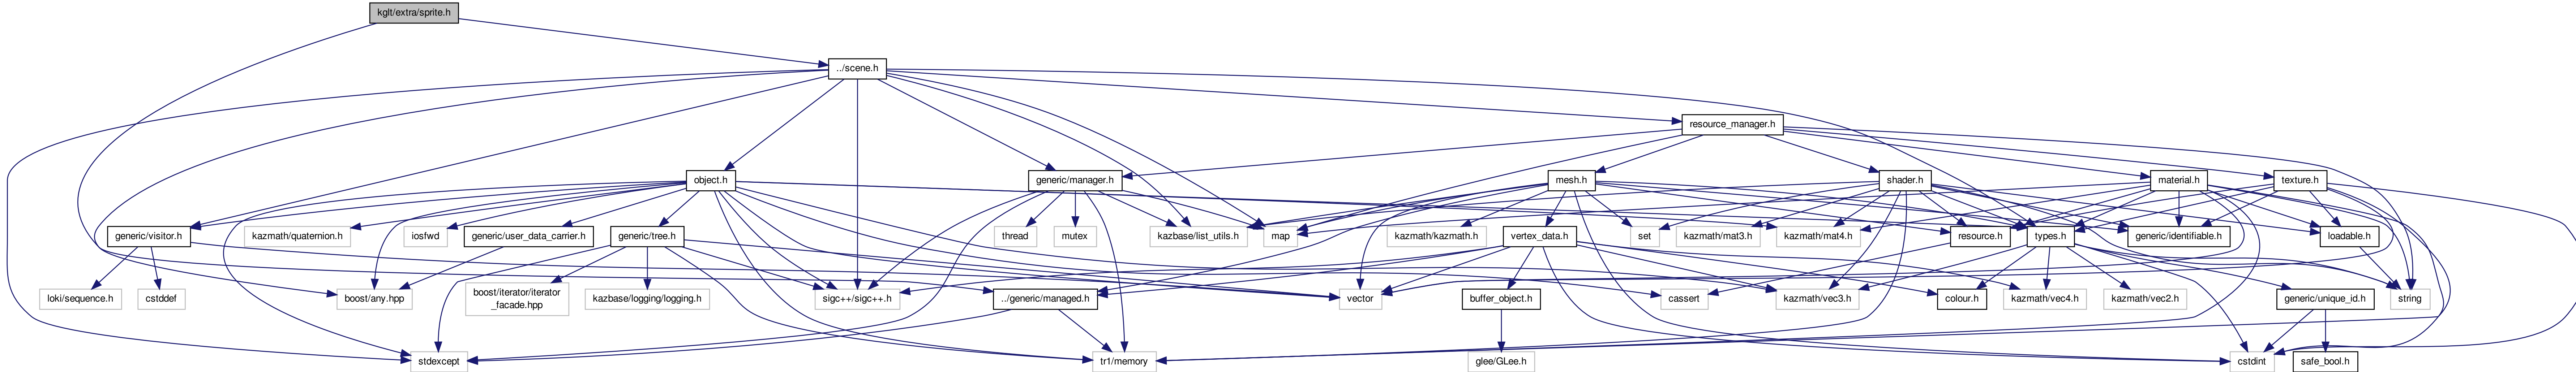 kglt/extra/sprite.h
../scene.h
resource_manager.h
object.h
generic/manager.h
mesh.h
shader.h
material.h
texture.h
generic/visitor.h
kazmath/quaternion.h
iosfwd
generic/user_data_carrier.h
generic/tree.h
thread
mutex
kazbase/list_utils.h
map
kazmath/kazmath.h
vertex_data.h
set
kazmath/mat3.h
kazmath/mat4.h
resource.h
types.h
generic/identifiable.h
loadable.h
loki/sequence.h
cstddef
boost/any.hpp
boost/iterator/iterator
_facade.hpp
kazbase/logging/logging.h
sigc++/sigc++.h
../generic/managed.h
vector
buffer_object.h
cassert
kazmath/vec3.h
colour.h
kazmath/vec4.h
kazmath/vec2.h
generic/unique_id.h
string
stdexcept
tr1/memory
glee/GLee.h
cstdint
safe_bool.h